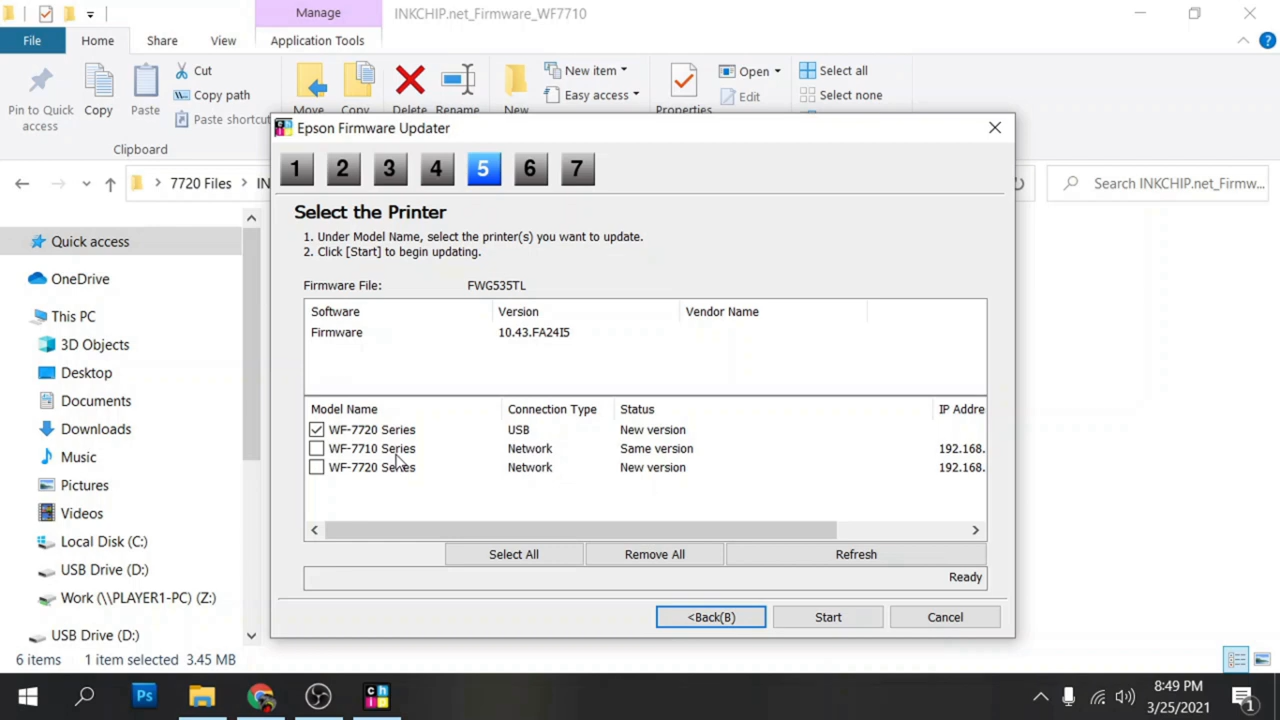 Manage
INKCHIP.net_Firmware_WF7710
File
Home
Share
View
Application Tools
Pin to Quick
access
Copy
Paste
Cut
Copy path
Paste shortcut
Clipboard
Move
Copy
Delete
Rename
New
New item
Easy access
Properties
Open
Edit
Select all
Select none
7720 Files
IN
Search INKCHIP.net_Firmw...
Quick access
OneDrive
This PC
3D Objects
Desktop
Documents
Downloads
Music
Pictures
Videos
Local Disk (C:)
USB Drive (D:)
Work (\\PLAYER1-PC) (Z:)
USB Drive (D:)
6 items 1 item selected 3.45 MB
Epson Firmware Updater
1 2 3 4 5 6 7
Select the Printer
1. Under Model Name, select the printer(s) you want to update.
2. Click [Start] to begin updating.
Firmware File: FWG535TL
Software Version Vendor Name
Firmware 10.43.FA24I5
Model Name Connection Type Status IP Addre
WF-7720 Series USB New version
WF-7710 Series Network Same version 192.168.
WF-7720 Series Network New version 192.168.
Select All Remove All Refresh
Ready
<Back(B) Start Cancel
Ps
ch
ip
8:49 PM
3/25/2021
1